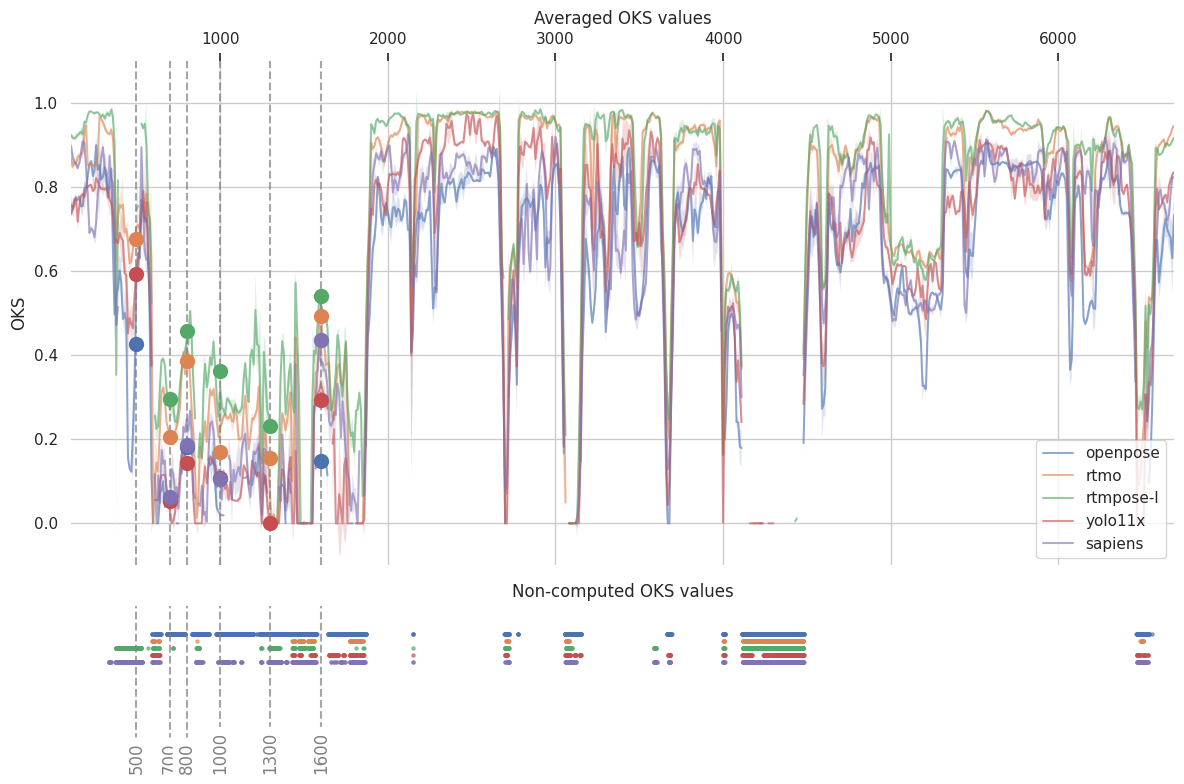 Averaged OKS values
1000 2000 3000 4000 5000 6000
1.0
0.8
0.6
0.4
0.2
0.0
OKS
openpose
rtmo
rtmpose-l
yolo11x
sapiens
Non-computed OKS values
500 700 800 1000 1300 1600